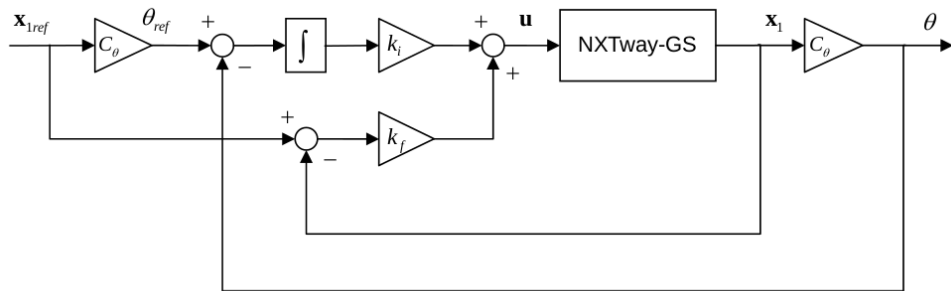 x₁ref θref u x₁ θ
Cθ + − ∫ ki + + NXTway-GS Cθ
+ − kf